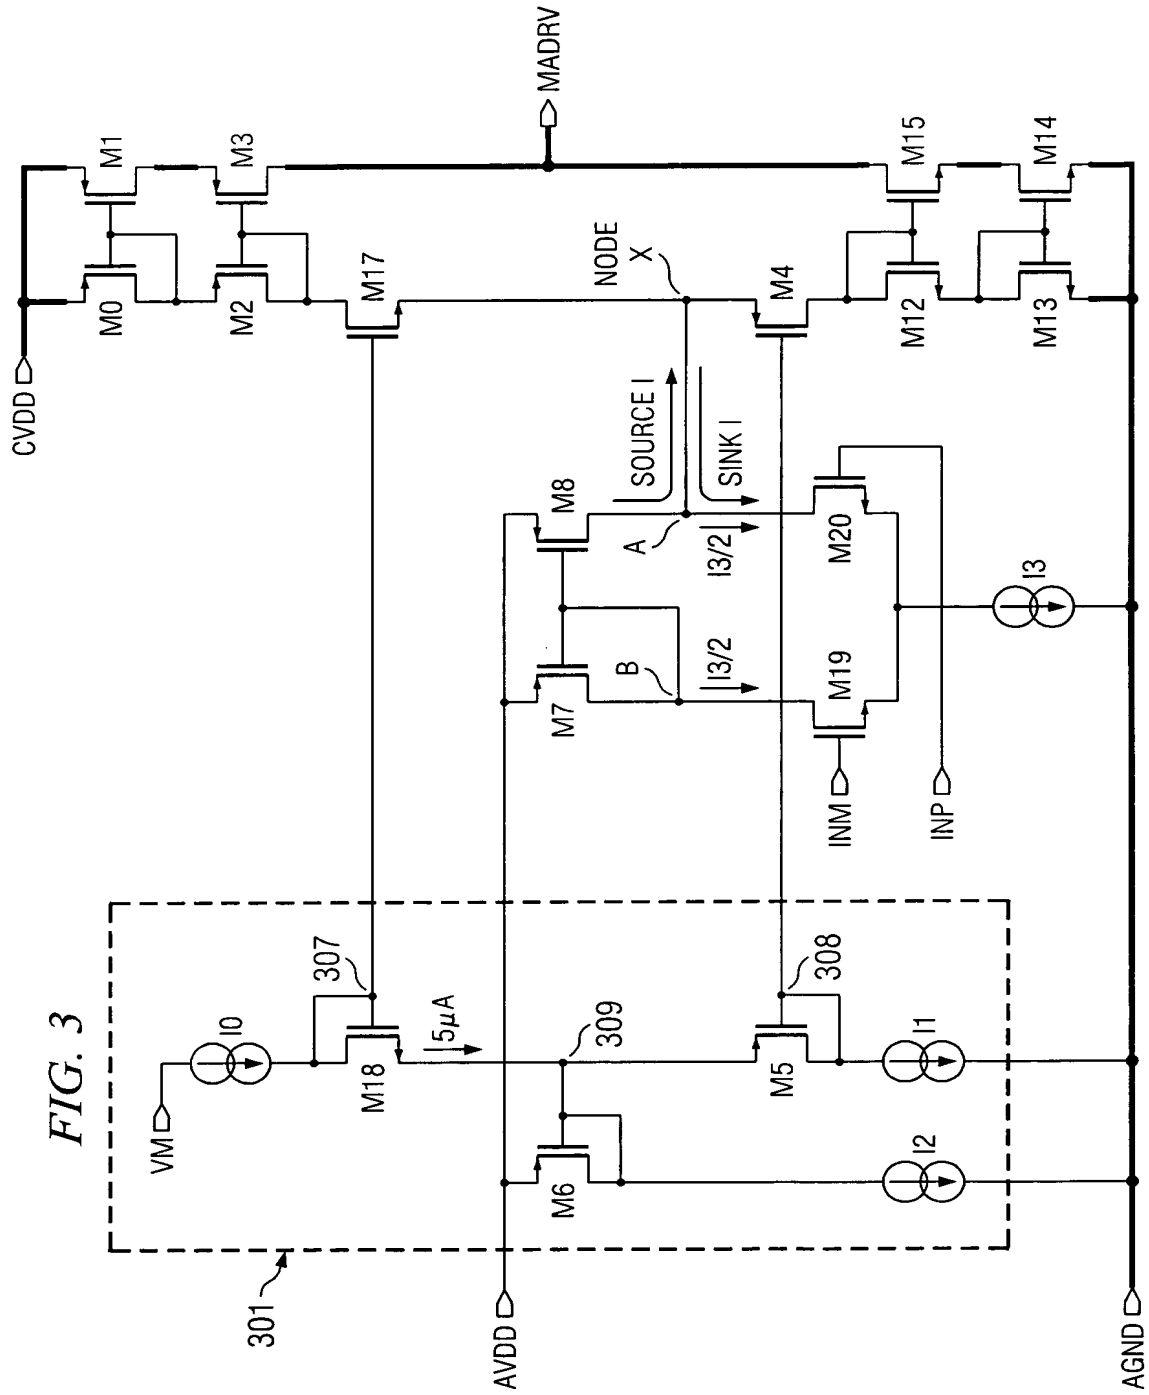 FIG. 3
301
VM
I0
M18
307
5µA
309
M6
M5
308
I2
I1
AVDD
AGND
CVDD
M0
M1
M2
M3
M17
MADRV
NODE
X
M7
M8
SOURCE I
SINK I
A
B
I3/2
I3/2
M19
M20
INM
INP
I3
M4
M12
M15
M13
M14